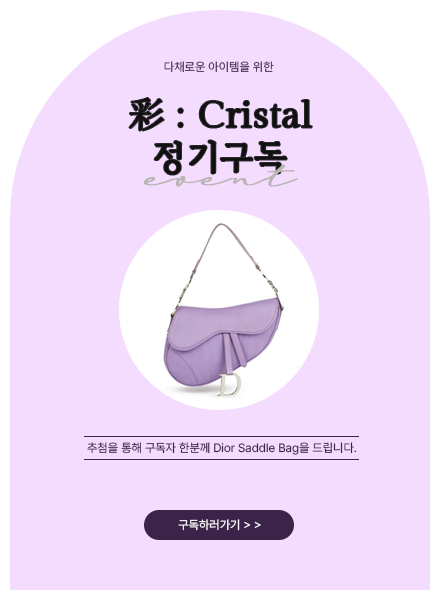 다채로운 아이템을 위한
彩 : Cristal
정기구독
event
D
추첨을 통해 구독자 한분께 Dior Saddle Bag을 드립니다.
구독하러가기 > >